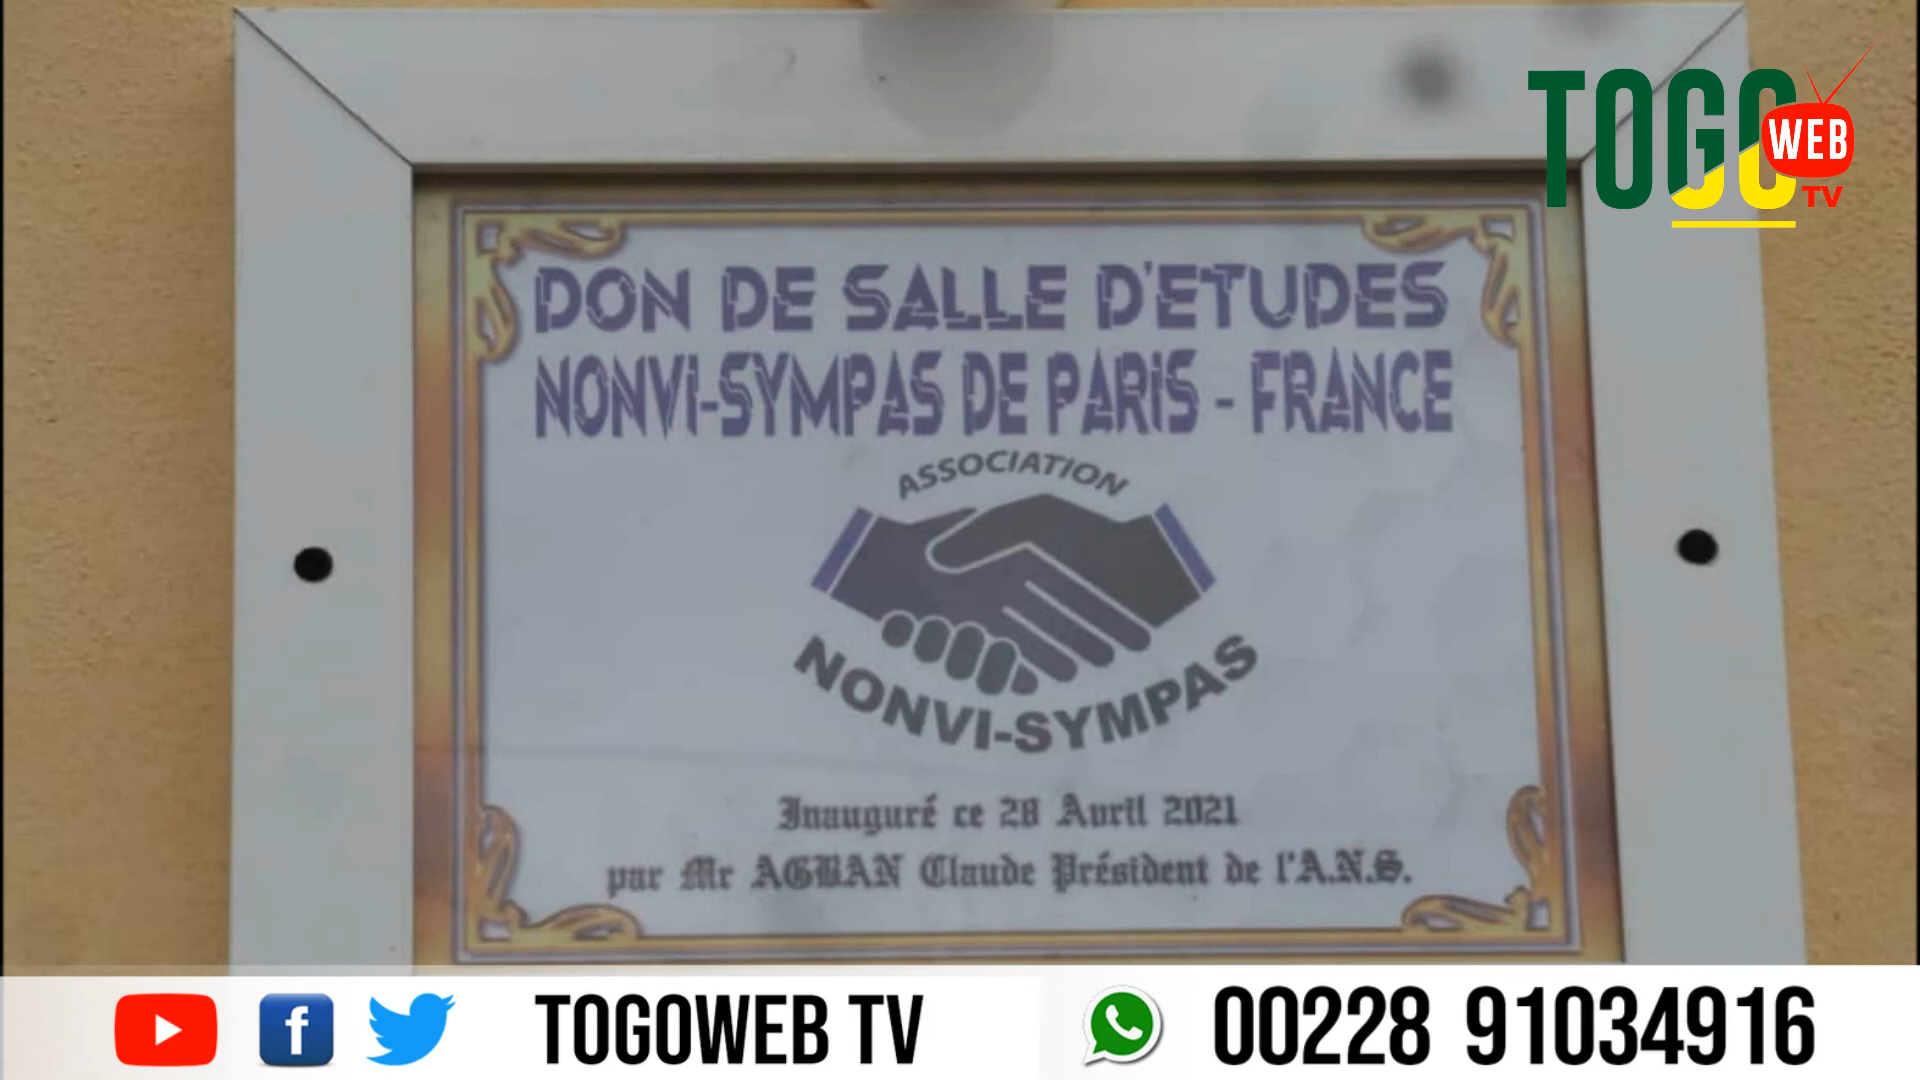 TOGO
WEB
TV
DON DE SALLE D'ETUDES
NONVI-SYMPAS DE PARIS - FRANCE
ASSOCIATION
NONVI-SYMPAS
Inauguré ce 28 Avril 2021
par Mr AGBAN Claude Président de l'A.N.S.
TOGOWEB TV
00228 91034916